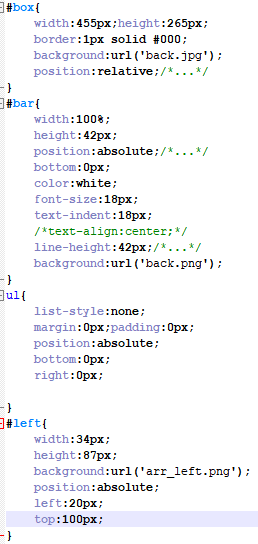 #box{
width:455px;height:265px;
border:1px solid #000;
background:url('back.jpg');
position:relative;/*...*/
}
#bar{
width:100%;
height:42px;
position:absolute;/*...*/
bottom:0px;
color:white;
font-size:18px;
text-indent:18px;
/*text-align:center;*/
line-height:42px;/*...*/
background:url('back.png');
}
ul{
list-style:none;
margin:0px;padding:0px;
position:absolute;
bottom:0px;
right:0px;
}
#left{
width:34px;
height:87px;
background:url('arr_left.png');
position:absolute;
left:20px;
top:100px;
}